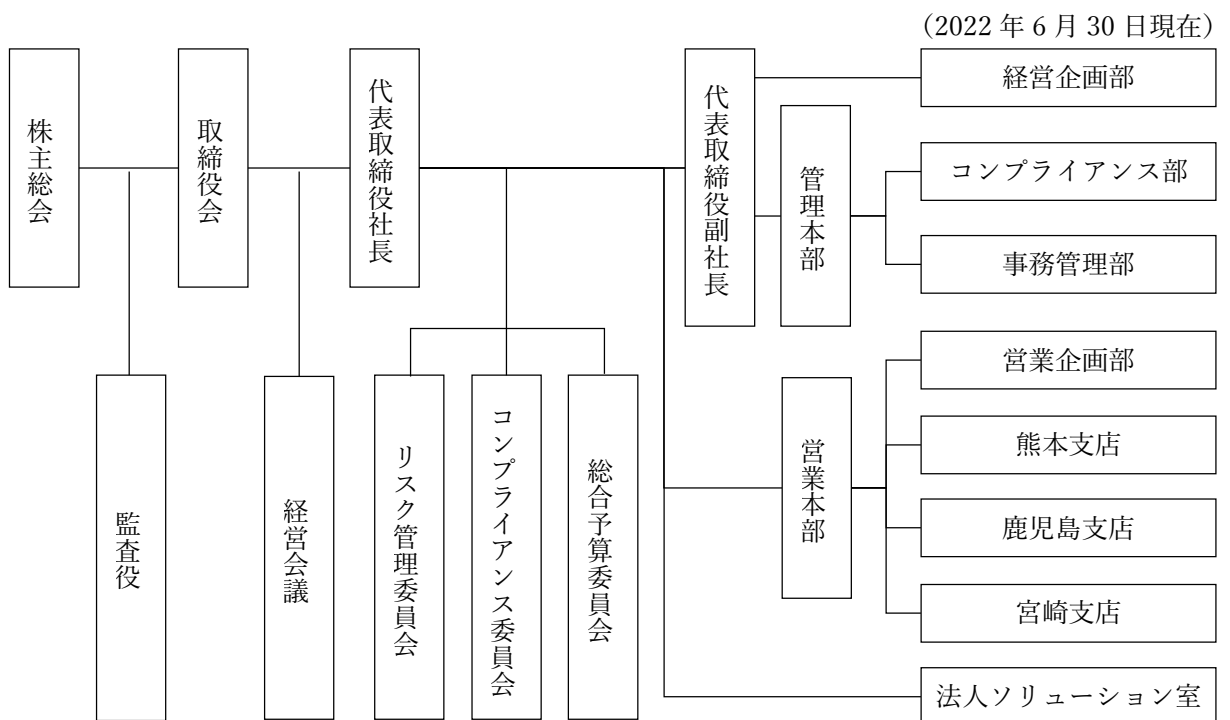 (2022 年 6 月 30 日現在)
株主総会
取締役会
代表取締役社長
代表取締役副社長
経営企画部
管理本部
コンプライアンス部
事務管理部
監査役
経営会議
リスク管理委員会
コンプライアンス委員会
総合予算委員会
営業本部
営業企画部
熊本支店
鹿児島支店
宮崎支店
法人ソリューション室